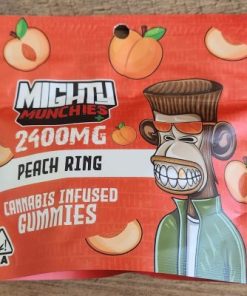 MIGHTY
MUNCHIES
2400MG
PEACH RING
CANNABIS INFUSED
GUMMIES